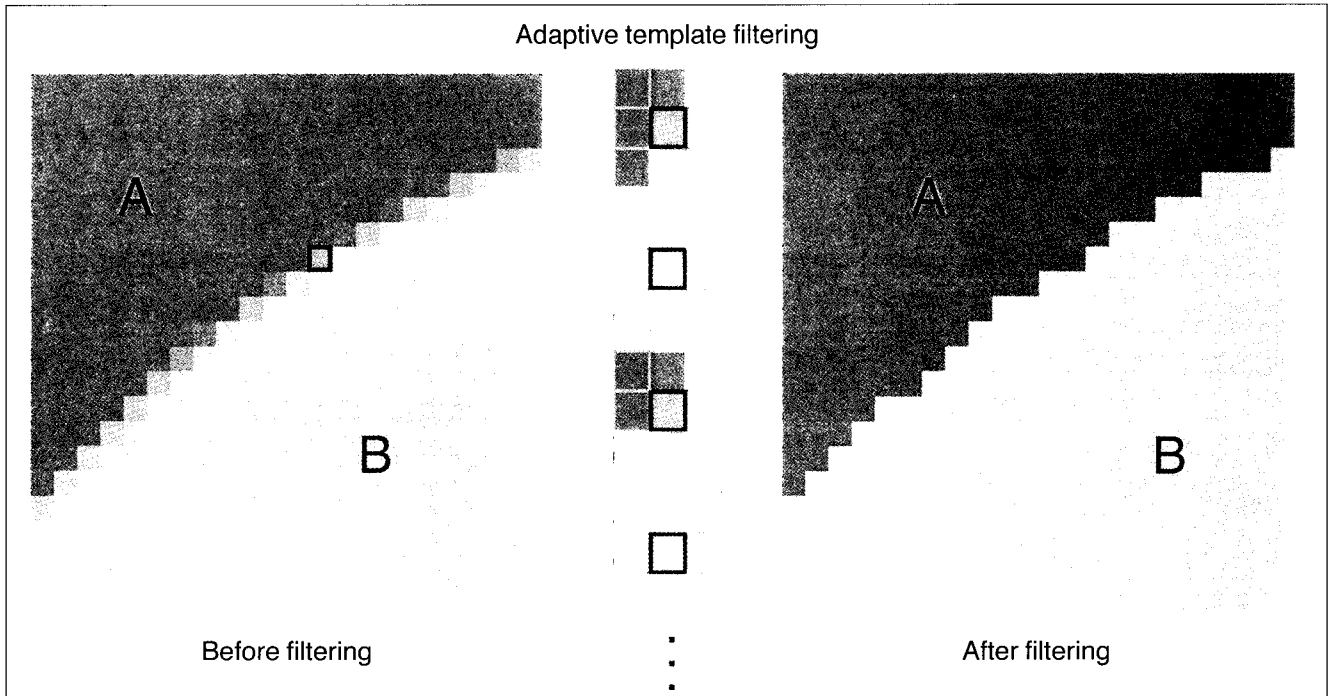 Adaptive template filtering
A
A
B
B
Before filtering
After filtering